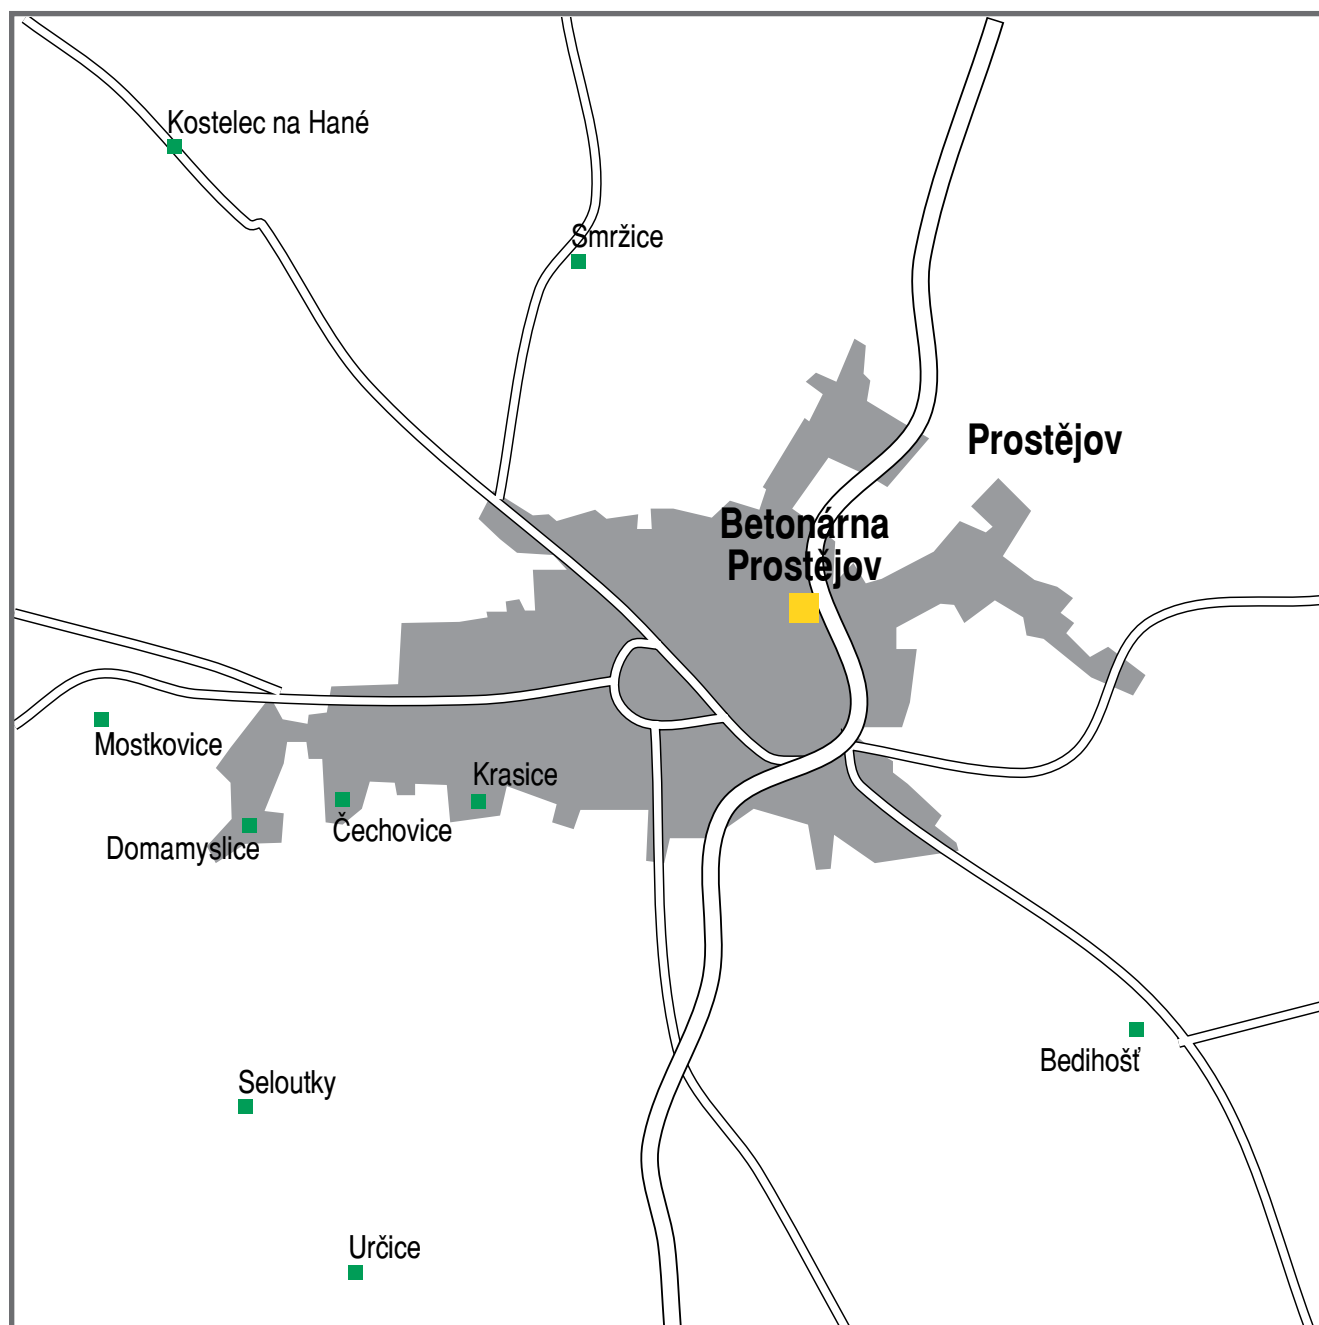 Kostelec na Hané
Smržice
Prostějov
Betonárna
Prostějov
Mostkovice
Krasice
Čechovice
Domamyslice
Bedihošť
Seloutky
Určice